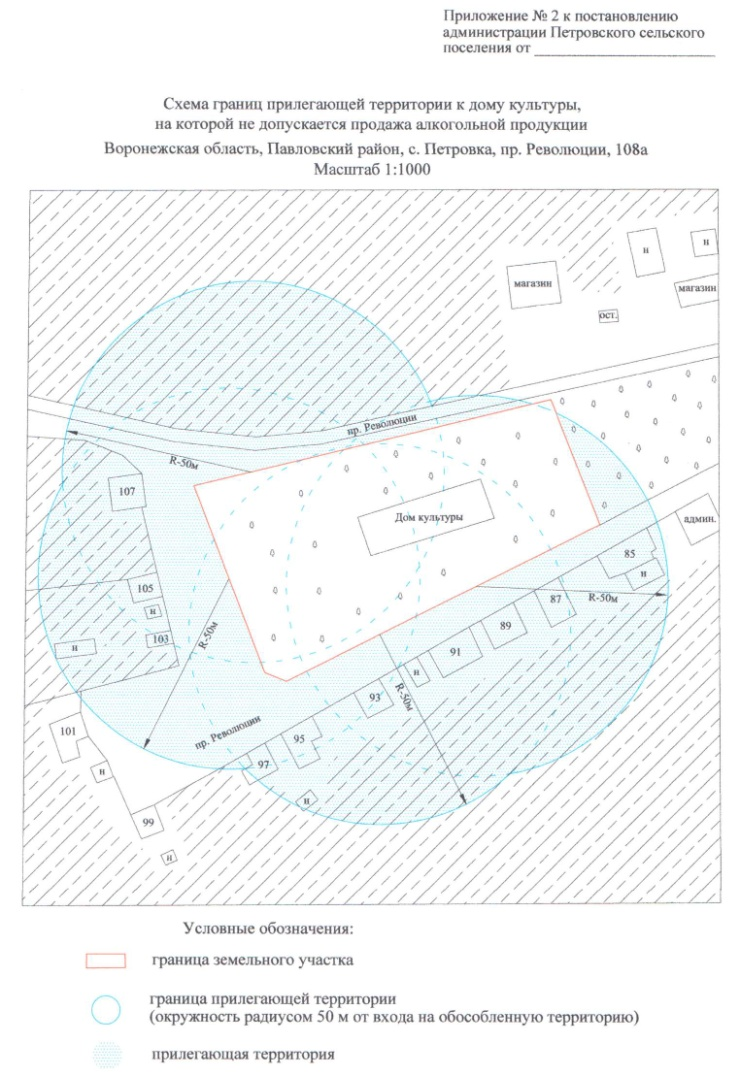 Приложение № 2 к постановлению
администрации Петровского сельского
поселения от
Схема границ прилегающей территории к дому культуры,
на которой не допускается продажа алкогольной продукции
Воронежская область, Павловский район, с. Петровка, пр. Революции, 108а
Масштаб 1:1000
н
н
магазин
магазин
ост.
пр. Революции
R-50м
107
Дом культуры
админ.
85
н
105
н
R-50м
87
103
R-50м
89
н
91
н
93
R-50м
101
пр. Революции
95
97
н
н
99
н
Условные обозначения:
граница земельного участка
граница прилегающей территории
(окружность радиусом 50 м от входа на обособленную территорию)
прилегающая территория